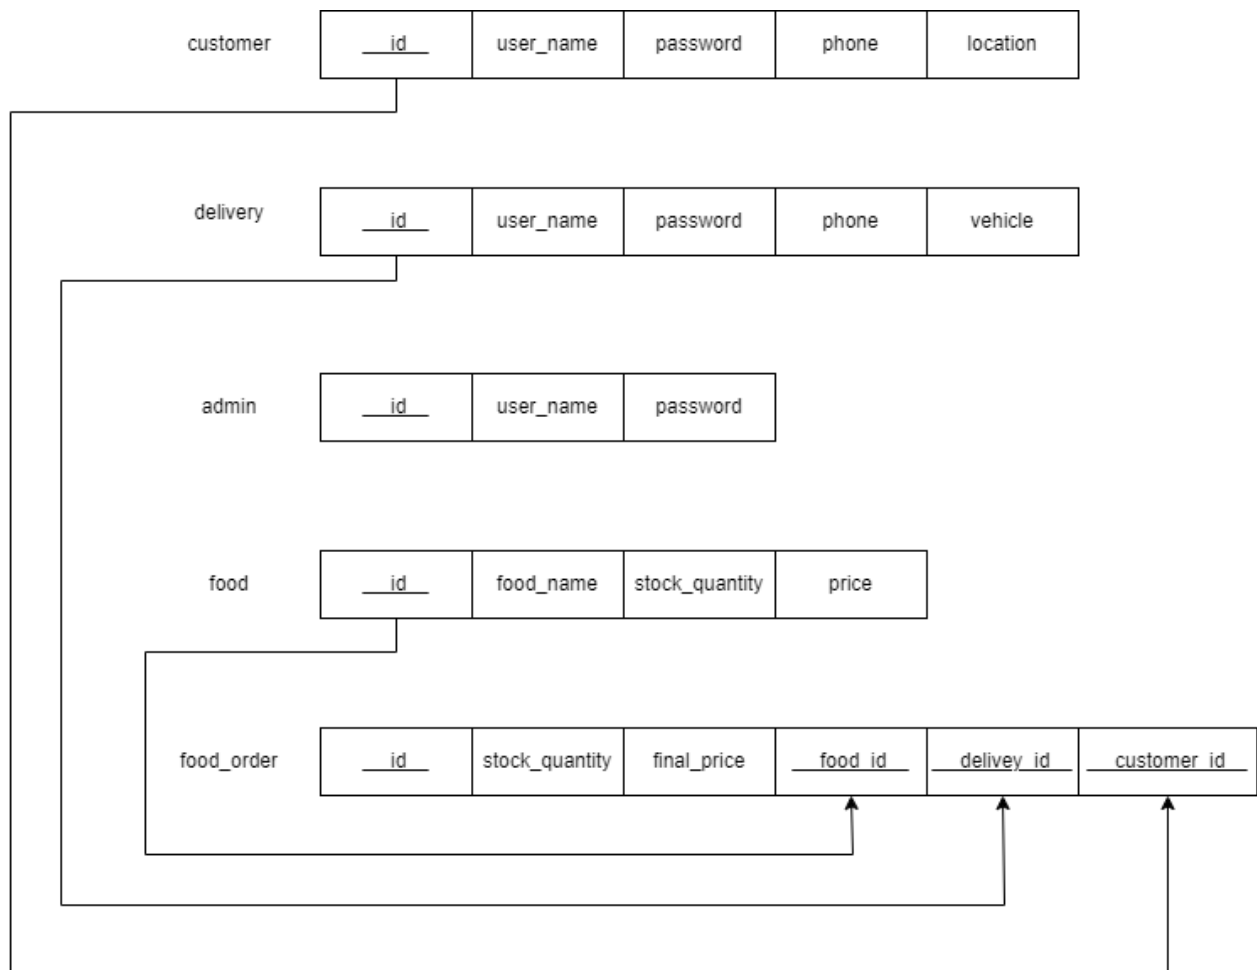 customer id user_name password phone location
delivery id user_name password phone vehicle
admin id user_name password
food id food_name stock_quantity price
food_order id stock_quantity final_price food_id delivey_id customer_id